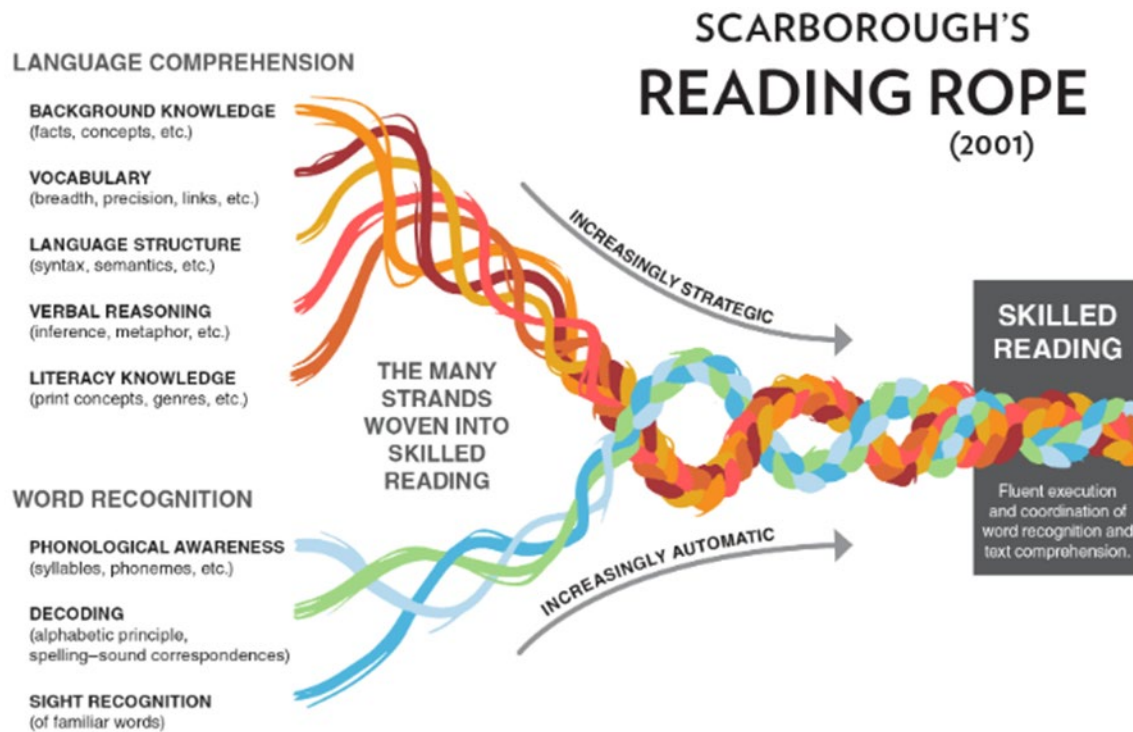 SCARBOROUGH'S
READING ROPE
(2001)
LANGUAGE COMPREHENSION
BACKGROUND KNOWLEDGE
(facts, concepts, etc.)
VOCABULARY
(breadth, precision, links, etc.)
LANGUAGE STRUCTURE
(syntax, semantics, etc.)
VERBAL REASONING
(inference, metaphor, etc.)
LITERACY KNOWLEDGE
(print concepts, genres, etc.)
WORD RECOGNITION
PHONOLOGICAL AWARENESS
(syllables, phonemes, etc.)
DECODING
(alphabetic principle,
spelling–sound correspondences)
SIGHT RECOGNITION
(of familiar words)
THE MANY
STRANDS
WOVEN INTO
SKILLED
READING
INCREASINGLY STRATEGIC
INCREASINGLY AUTOMATIC
SKILLED
READING
Fluent execution
and coordination of
word recognition and
text comprehension.